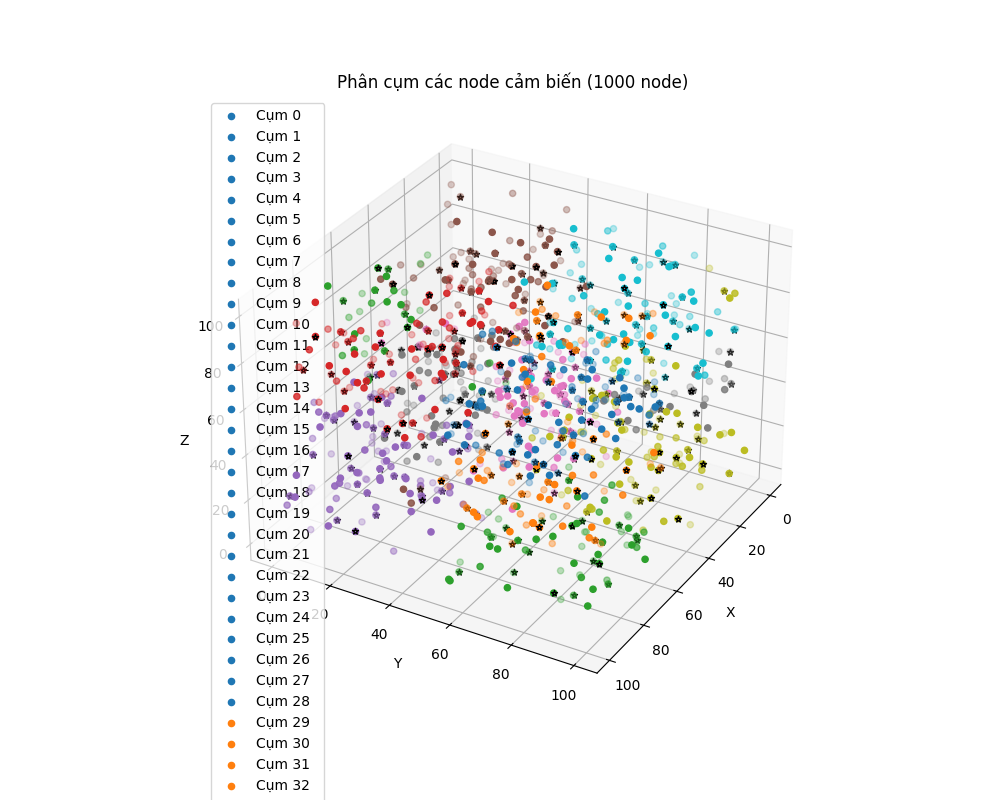 Phân cụm các node cảm biến (1000 node)
Cụm 0
Cụm 1
Cụm 2
Cụm 3
Cụm 4
Cụm 5
Cụm 6
Cụm 7
Cụm 8
Cụm 9
Cụm 10
Cụm 11
Cụm 12
Cụm 13
Cụm 14
Cụm 15
Cụm 16
Cụm 17
Cụm 18
Cụm 19
Cụm 20
Cụm 21
Cụm 22
Cụm 23
Cụm 24
Cụm 25
Cụm 26
Cụm 27
Cụm 28
Cụm 29
Cụm 30
Cụm 31
Cụm 32
100
80
60
40
20
0
Z
20
40
60
80
100
Y
0
20
40
60
80
100
X